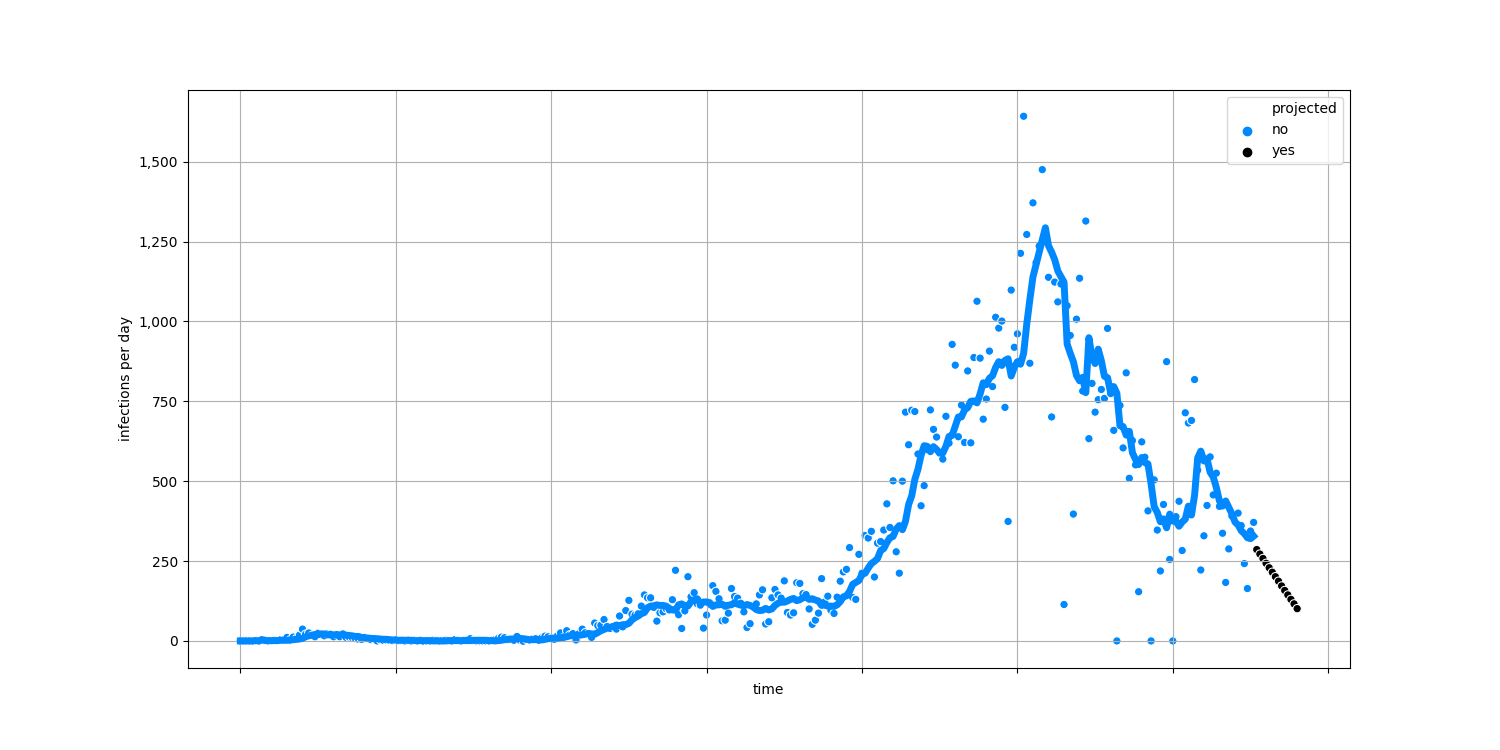 projected
no
yes
1,500
1,250
1,000
750
500
250
0
infections per day
time